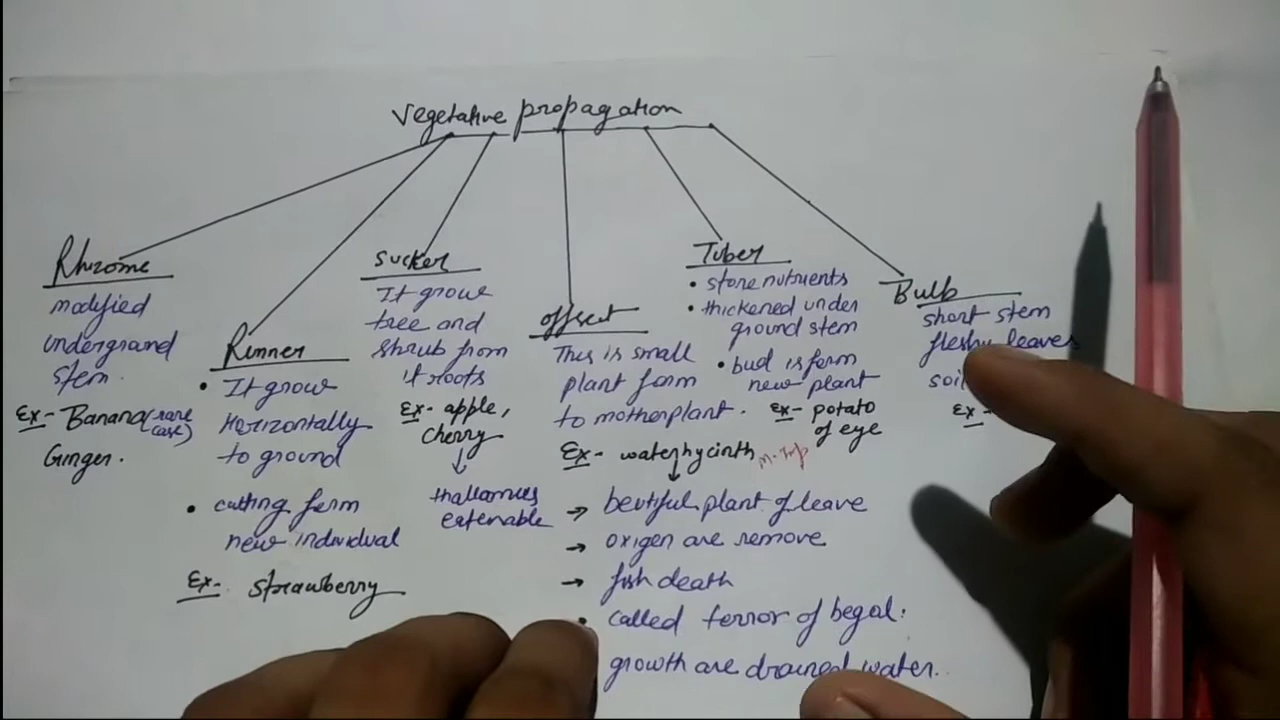 Vegetative propagation
Rhizome
modified
underground
stem.
Ex- Banana (rare case)
Ginger.
Runner
• It grow
Horizontally
to ground
• cutting form
new individual
Ex- Strawberry
Sucker
It grow
tree and
shrub from
it roots
Ex- apple,
cherry
thallamus
eatenable
offset
This is small
plant form
to motherplant.
Ex- waterhycinth m.Imp
→ beutiful plant of leave
→ oxigen are remove
→ fish death
• called terror of begal.
growth are drained water.
Tuber
• store nutrients
• thickened under
ground stem
• bud is form
new plant
Ex- potato
of eye
Bulb
short stem
fleshy leaves
Ex-